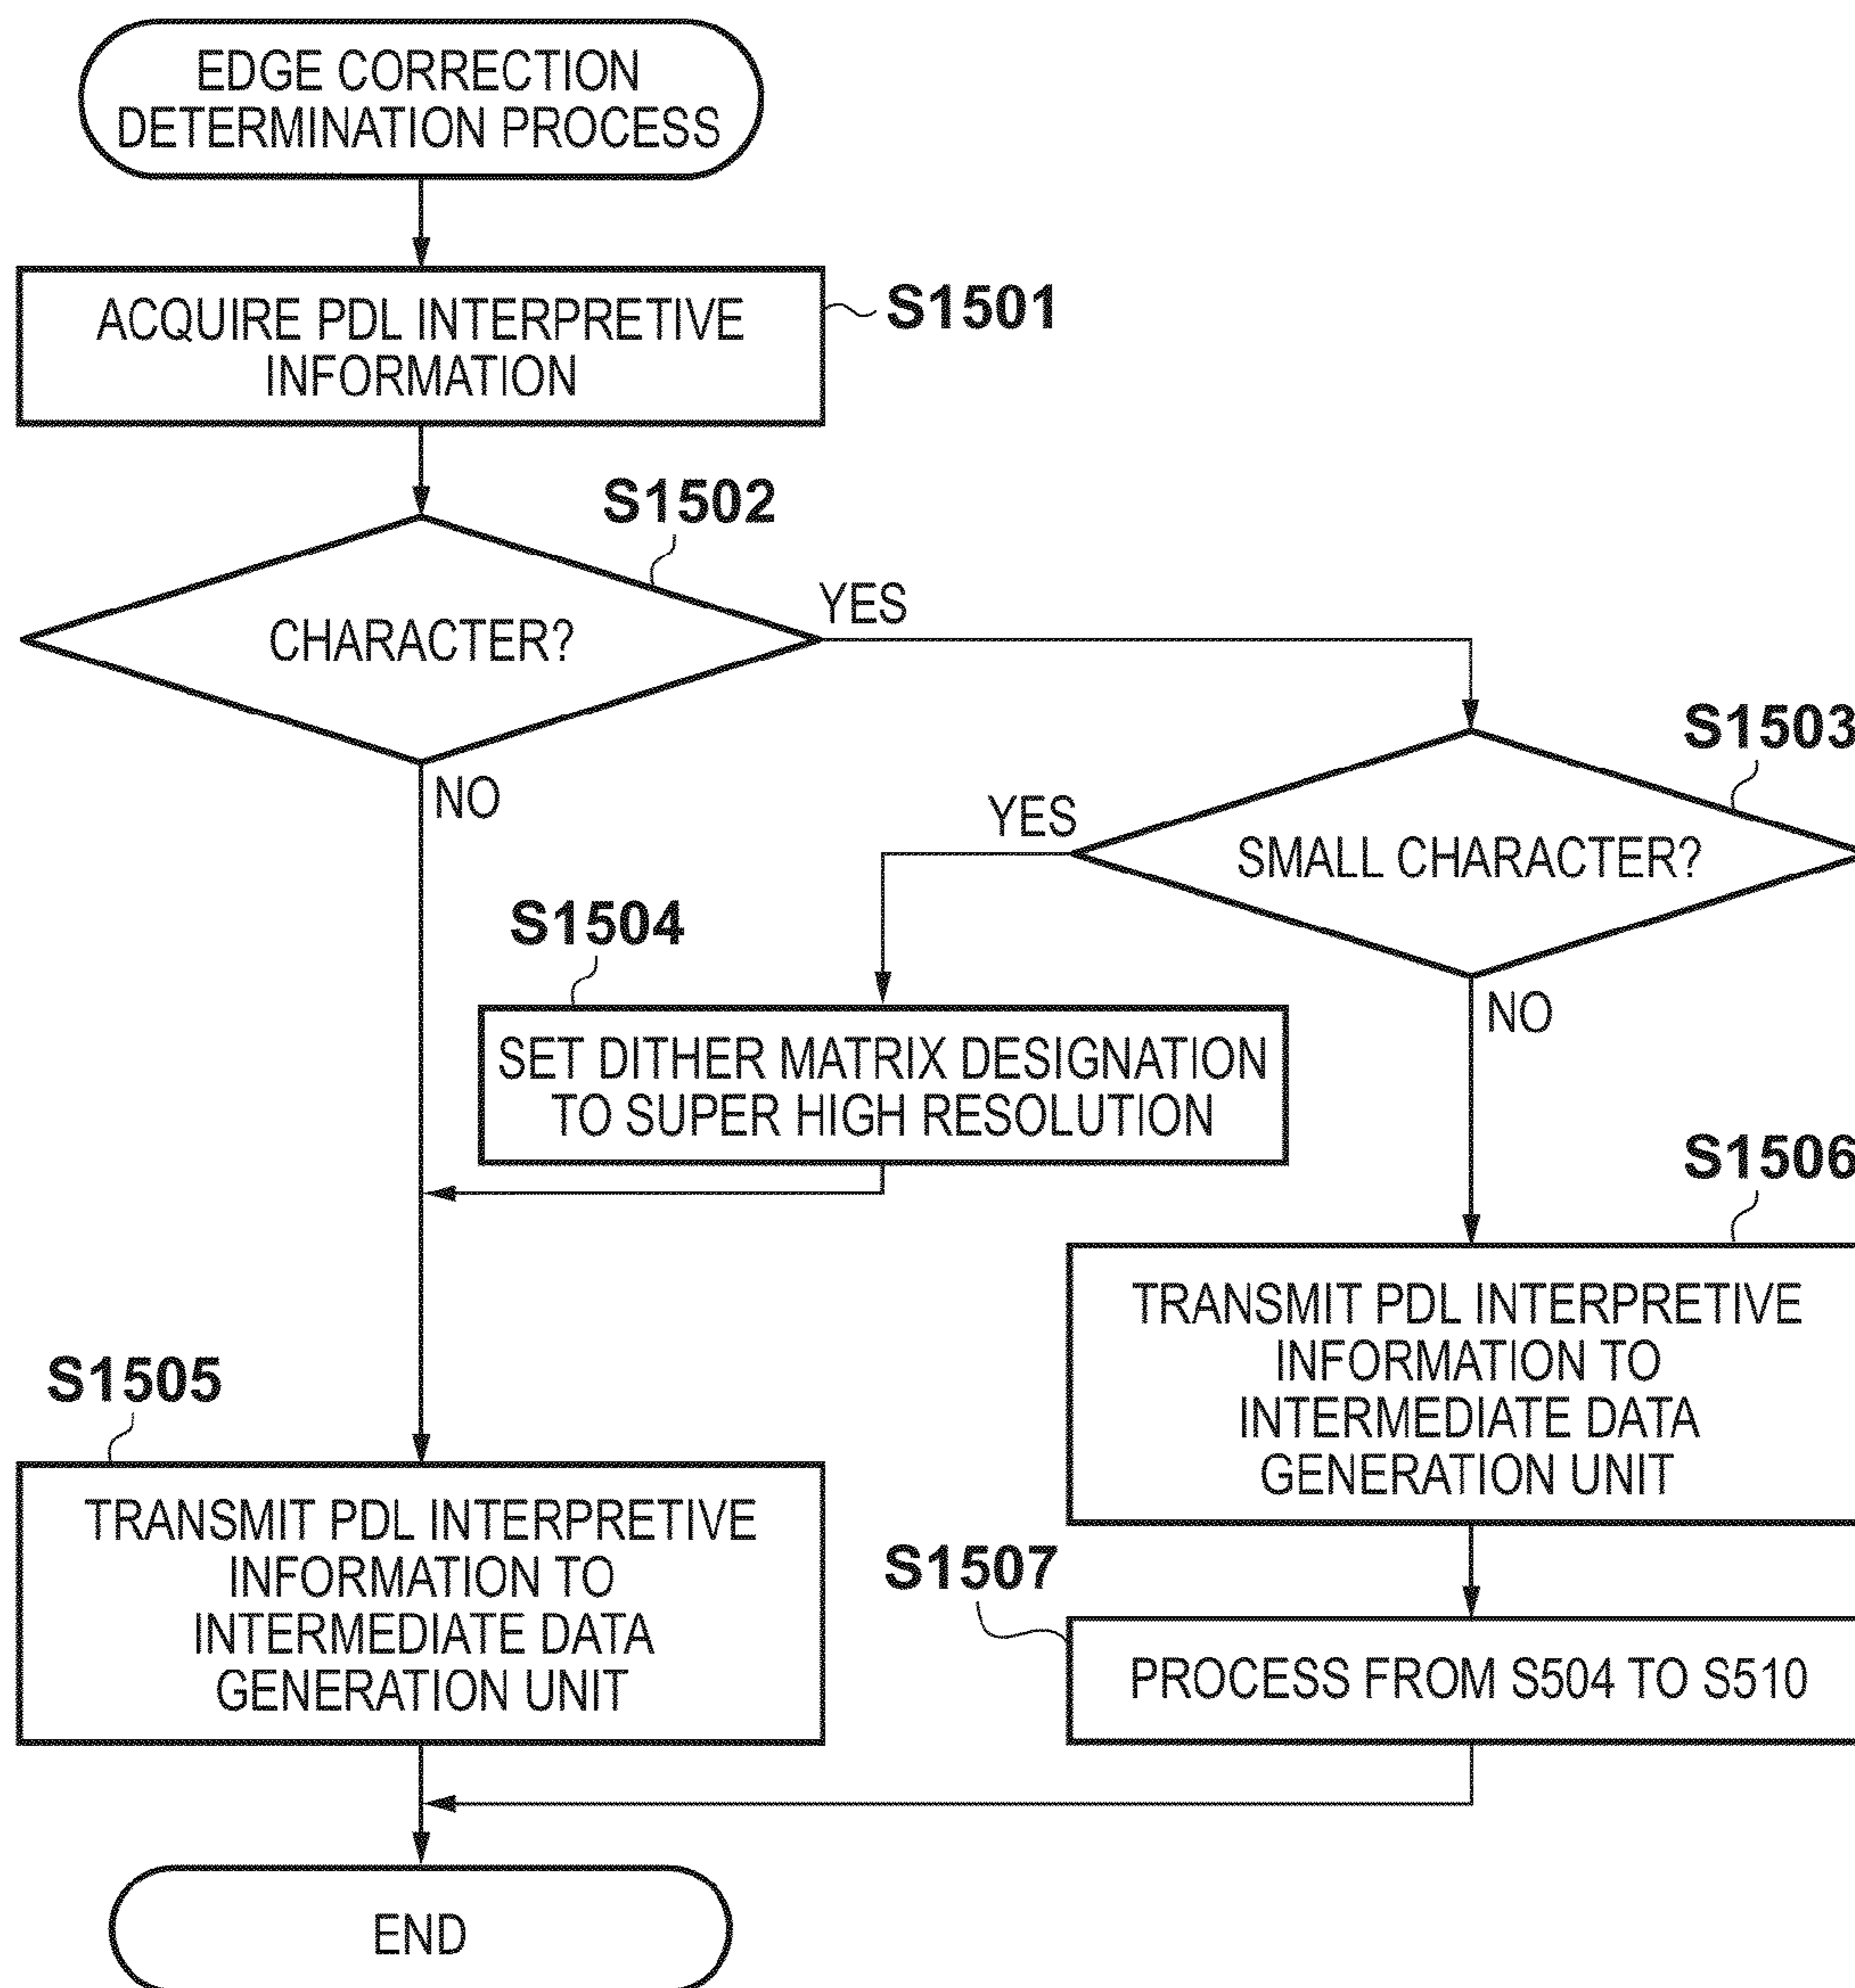 EDGE CORRECTION
DETERMINATION PROCESS
ACQUIRE PDL INTERPRETIVE
INFORMATION
S1501
S1502
CHARACTER?
YES
NO
S1503
SMALL CHARACTER?
YES
NO
S1504
SET DITHER MATRIX DESIGNATION
TO SUPER HIGH RESOLUTION
S1506
TRANSMIT PDL INTERPRETIVE
INFORMATION TO
INTERMEDIATE DATA
GENERATION UNIT
S1505
TRANSMIT PDL INTERPRETIVE
INFORMATION TO
INTERMEDIATE DATA
GENERATION UNIT
S1507
PROCESS FROM S504 TO S510
END